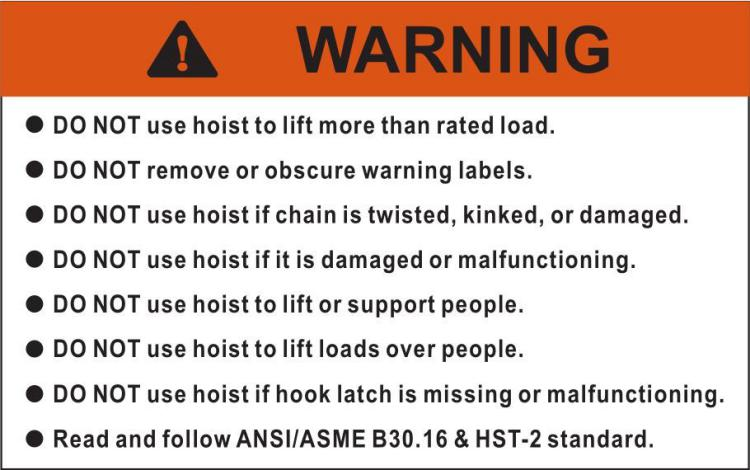 WARNING
● DO NOT use hoist to lift more than rated load.
● DO NOT remove or obscure warning labels.
● DO NOT use hoist if chain is twisted, kinked, or damaged.
● DO NOT use hoist if it is damaged or malfunctioning.
● DO NOT use hoist to lift or support people.
● DO NOT use hoist to lift loads over people.
● DO NOT use hoist if hook latch is missing or malfunctioning.
● Read and follow ANSI/ASME B30.16 & HST-2 standard.